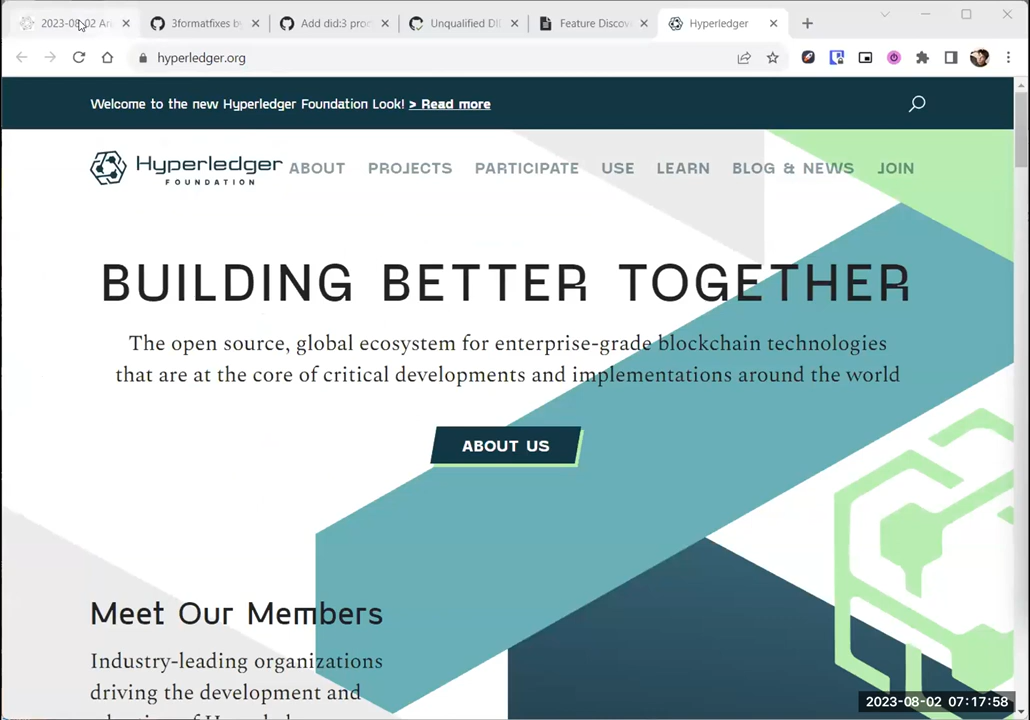 2023-08-02 Ar
3formatfixes by
Add did:3 pro
Unqualified DI
Feature Disco
Hyperledger
hyperledger.org
Welcome to the new Hyperledger Foundation Look! > Read more
Hyperledger
FOUNDATION
ABOUT PROJECTS PARTICIPATE USE LEARN BLOG & NEWS JOIN
BUILDING BETTER TOGETHER
The open source, global ecosystem for enterprise-grade blockchain technologies
that are at the core of critical developments and implementations around the world
ABOUT US
Meet Our Members
Industry-leading organizations
driving the development and
2023-08-02 07:17:58